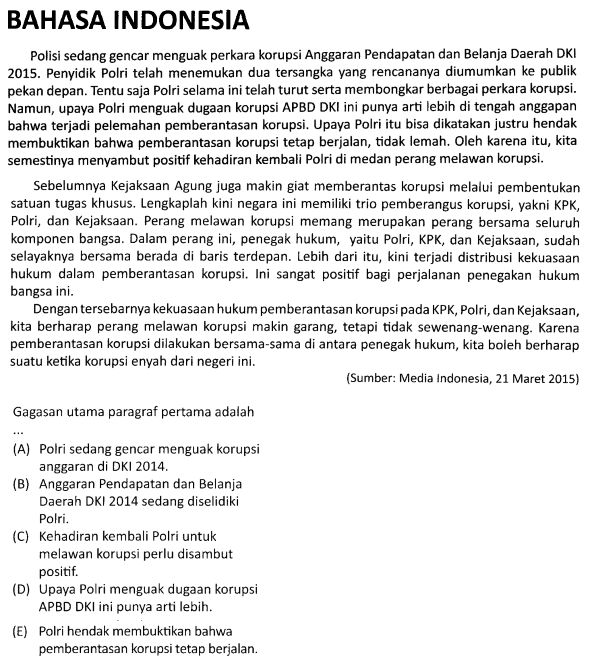 BAHASA INDONESIA
Polisi sedang gencar menguak perkara korupsi Anggaran Pendapatan dan Belanja Daerah DKI
2015. Penyidik Polri telah menemukan dua tersangka yang rencananya diumumkan ke publik
pekan depan. Tentu saja Polri selama ini telah turut serta membongkar berbagai perkara korupsi.
Namun, upaya Polri menguak dugaan korupsi APBD DKI ini punya arti lebih di tengah anggapan
bahwa terjadi pelemahan pemberantasan korupsi. Upaya Polri itu bisa dikatakan justru hendak
membuktikan bahwa pemberantasan korupsi tetap berjalan, tidak lemah. Oleh karena itu, kita
semestinya menyambut positif kehadiran kembali Polri di medan perang melawan korupsi.
Sebelumnya Kejaksaan Agung juga makin giat memberantas korupsi melalui pembentukan
satuan tugas khusus. Lengkaplah kini negara ini memiliki trio pemberangus korupsi, yakni KPK,
Polri, dan Kejaksaan. Perang melawan korupsi memang merupakan perang bersama seluruh
komponen bangsa. Dalam perang ini, penegak hukum, yaitu Polri, KPK, dan Kejaksaan, sudah
selayaknya bersama berada di baris terdepan. Lebih dari itu, kini terjadi distribusi kekuasaan
hukum dalam pemberantasan korupsi. Ini sangat positif bagi perjalanan penegakan hukum
bangsa ini.
Dengan tersebarnya kekuasaan hukum pemberantasan korupsi pada KPK, Polri, dan Kejaksaan,
kita berharap perang melawan korupsi makin garang, tetapi tidak sewenang-wenang. Karena
pemberantasan korupsi dilakukan bersama-sama di antara penegak hukum, kita boleh berharap
suatu ketika korupsi enyah dari negeri ini.
(Sumber: Media Indonesia, 21 Maret 2015)
Gagasan utama paragraf pertama adalah
...
(A) Polri sedang gencar menguak korupsi
anggaran di DKI 2014.
(B) Anggaran Pendapatan dan Belanja
Daerah DKI 2014 sedang diselidiki
Polri.
(C) Kehadiran kembali Polri untuk
melawan korupsi perlu disambut
positif.
(D) Upaya Polri menguak dugaan korupsi
APBD DKI ini punya arti lebih.
(E) Polri hendak membuktikan bahwa
pemberantasan korupsi tetap berjalan.